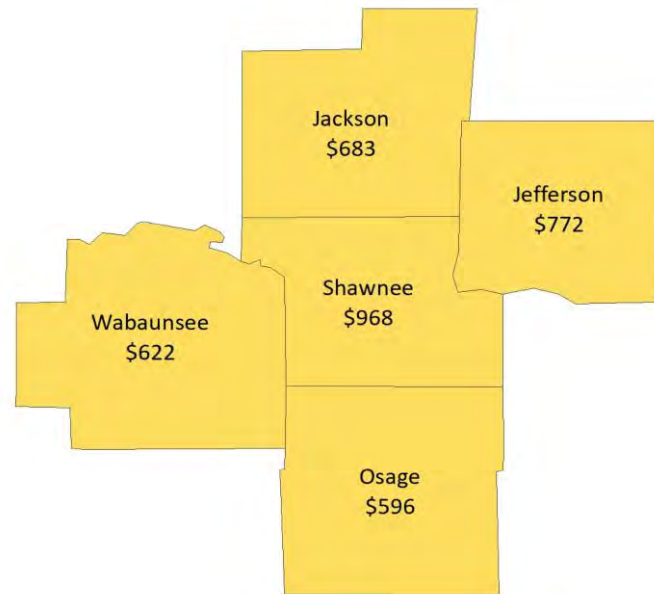 Jackson
$683
Jefferson
$772
Shawnee
$968
Wabaunsee
$622
Osage
$596